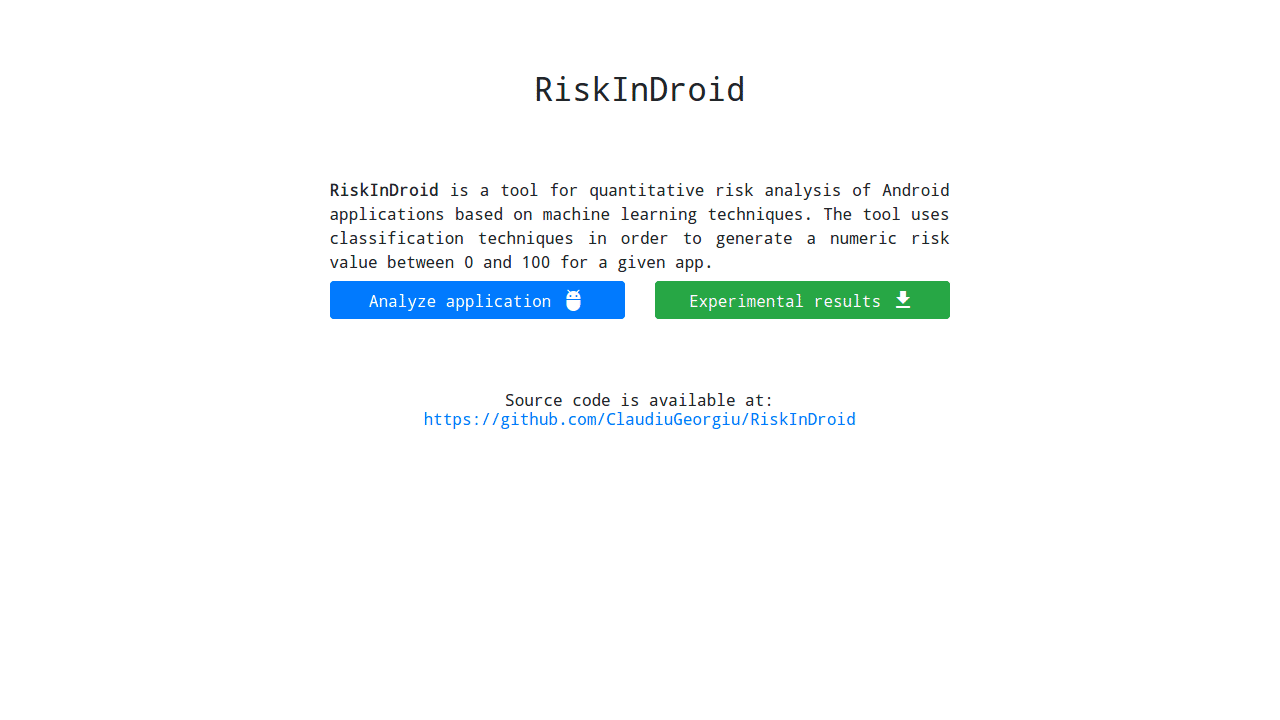 RiskInDroid
RiskInDroid is a tool for quantitative risk analysis of Android
applications based on machine learning techniques. The tool uses
classification techniques in order to generate a numeric risk
value between 0 and 100 for a given app.
Analyze application
Experimental results
Source code is available at:
https://github.com/ClaudiuGeorgiu/RiskInDroid